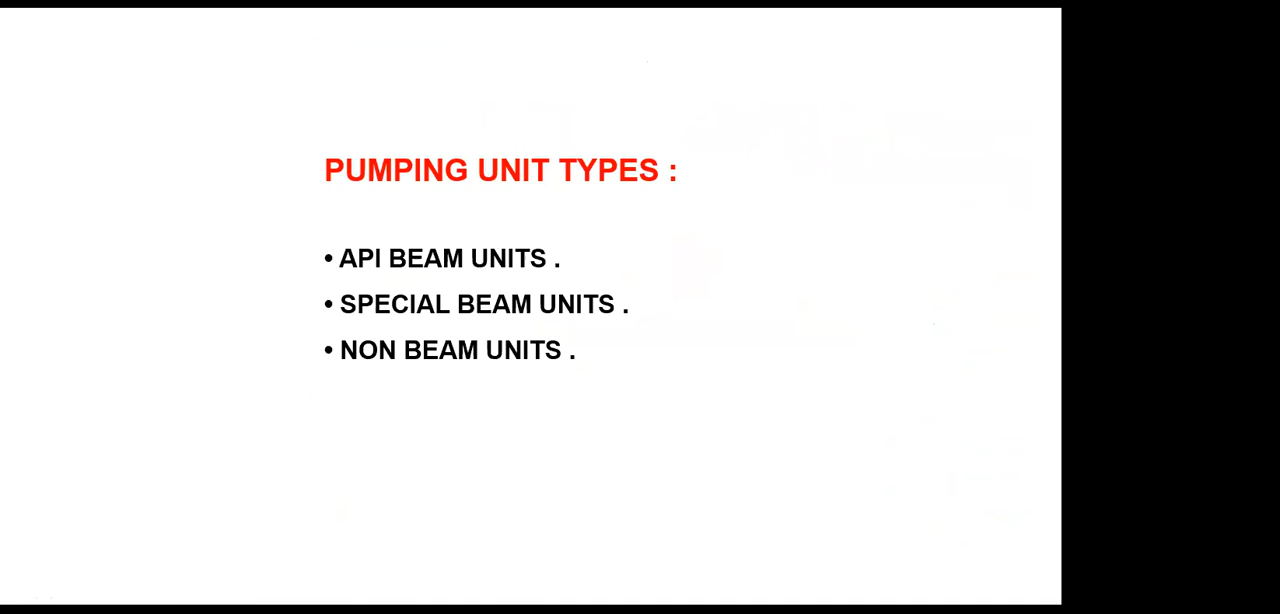 PUMPING UNIT TYPES :
• API BEAM UNITS .
• SPECIAL BEAM UNITS .
• NON BEAM UNITS .